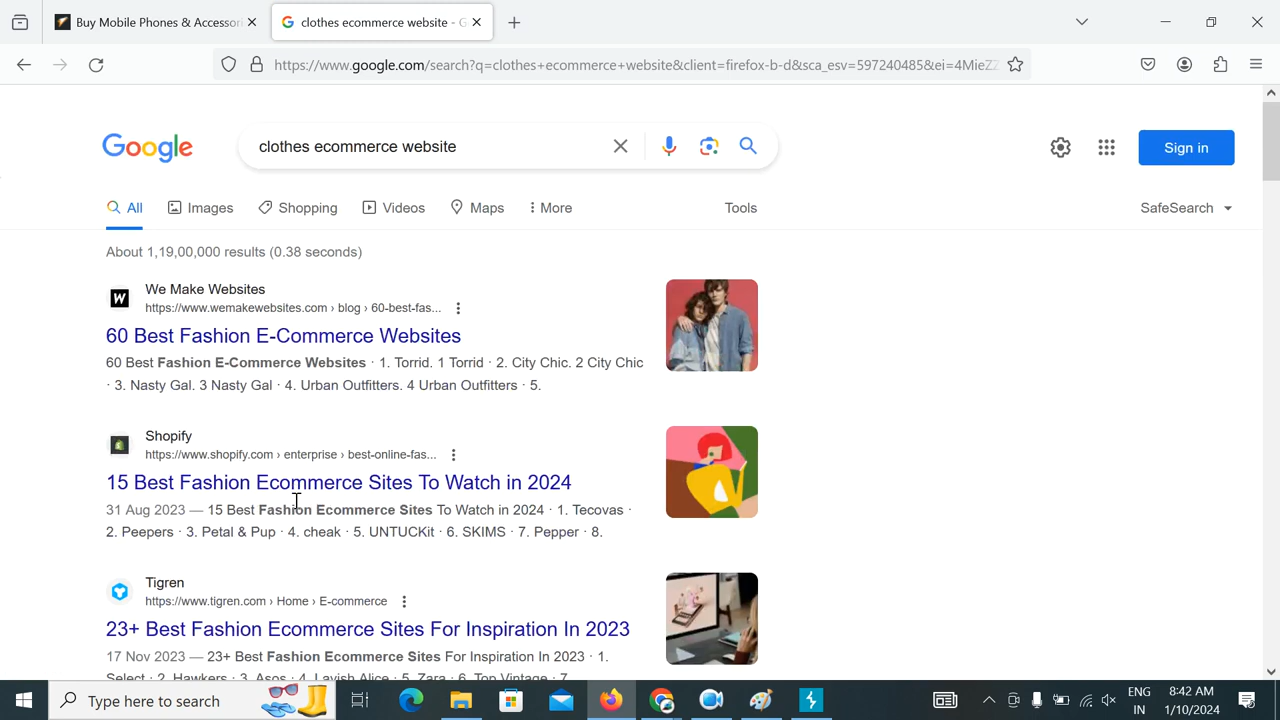 Buy Mobile Phones & Accessori
clothes ecommerce website - G
https://www.google.com/search?q=clothes+ecommerce+website&client=firefox-b-d&sca_esv=597240485&ei=4MieZZ
Google
clothes ecommerce website
Sign in
All
Images
Shopping
Videos
Maps
More
Tools
SafeSearch
About 1,19,00,000 results (0.38 seconds)
W
We Make Websites
https://www.wemakewebsites.com › blog › 60-best-fas...
60 Best Fashion E-Commerce Websites
60 Best Fashion E-Commerce Websites · 1. Torrid. 1 Torrid · 2. City Chic. 2 City Chic
· 3. Nasty Gal. 3 Nasty Gal · 4. Urban Outfitters. 4 Urban Outfitters · 5.
Shopify
https://www.shopify.com › enterprise › best-online-fas...
15 Best Fashion Ecommerce Sites To Watch in 2024
31 Aug 2023 — 15 Best Fashion Ecommerce Sites To Watch in 2024 · 1. Tecovas ·
2. Peepers · 3. Petal & Pup · 4. cheak · 5. UNTUCKit · 6. SKIMS · 7. Pepper · 8.
Tigren
https://www.tigren.com › Home › E-commerce
23+ Best Fashion Ecommerce Sites For Inspiration In 2023
17 Nov 2023 — 23+ Best Fashion Ecommerce Sites For Inspiration In 2023 · 1.
Select · 2. Hawkers · 3. Asos · 4. Lavish Alice · 5. Zara · 6. Top Vintage · 7.
Type here to search
ENG
IN
8:42 AM
1/10/2024